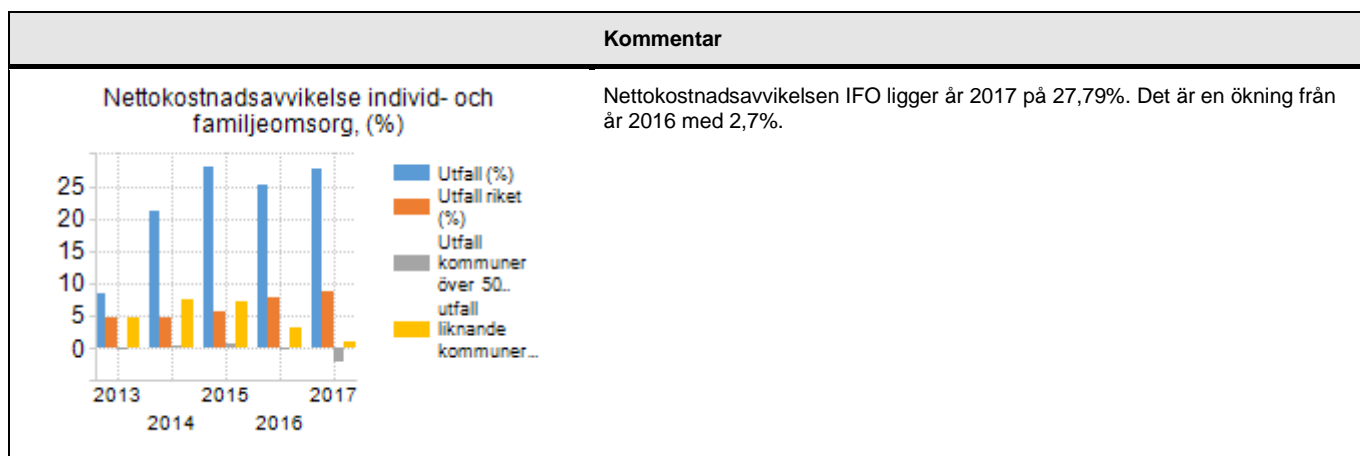 Kommentar
Nettokostnadsavvikelse individ- och
familjeomsorg, (%)
25
20
15
10
5
0
2013
2015
2017
2014
2016
Utfall (%)
Utfall riket
(%)
Utfall
kommuner
över 50..
utfall
liknande
kommuner...
Nettokostnadsavvikelsen IFO ligger år 2017 på 27,79%. Det är en ökning från
år 2016 med 2,7%.